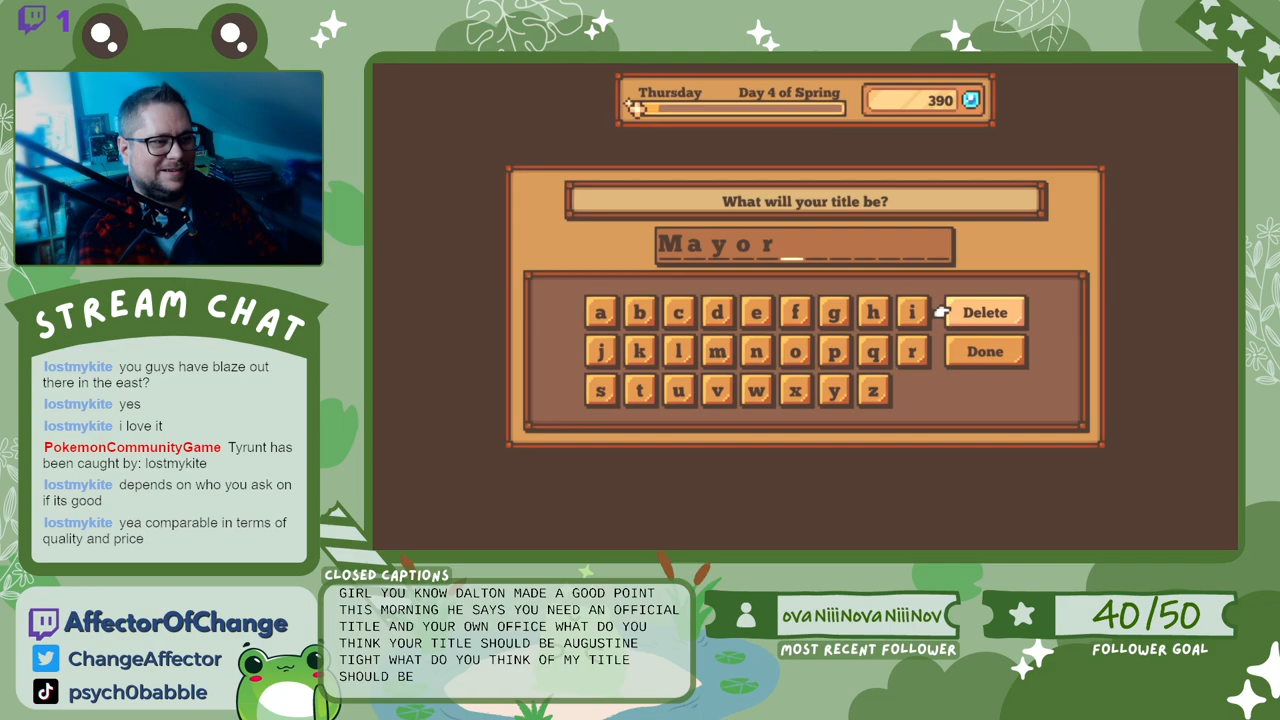 1
Thursday Day 4 of Spring
390
What will your title be?
Mayor
a b c d e f g h i Delete
j k l m n o p q r Done
s t u v w x y z
STREAM CHAT
lostmykite you guys have blaze out
there in the east?
lostmykite yes
lostmykite i love it
PokemonCommunityGame Tyrunt has
been caught by: lostmykite
lostmykite depends on who you ask on
if its good
lostmykite yea comparable in terms of
quality and price
AffectorOfChange
ChangeAffector
psych0babble
CLOSED CAPTIONS
GIRL YOU KNOW DALTON MADE A GOOD POINT
THIS MORNING HE SAYS YOU NEED AN OFFICIAL
TITLE AND YOUR OWN OFFICE WHAT DO YOU
THINK YOUR TITLE SHOULD BE AUGUSTINE
TIGHT WHAT DO YOU THINK OF MY TITLE
SHOULD BE
ova NiiiNova NiiiNov
MOST RECENT FOLLOWER
40/50
FOLLOWER GOAL